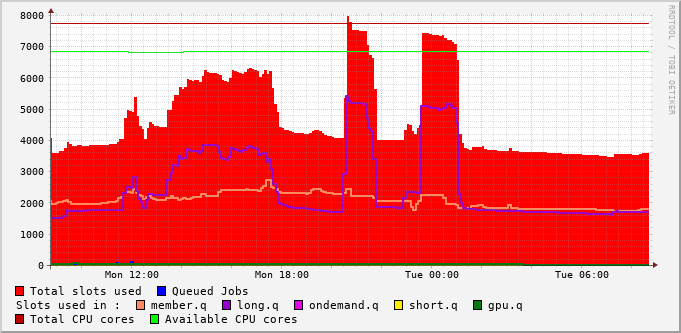 8000
7000
6000
5000
4000
3000
2000
1000
0
Mon 12:00 Mon 18:00 Tue 00:00 Tue 06:00
RRDTOOL / TOBI OETIKER
Total slots used Queued Jobs
Slots used in : member.q long.q ondemand.q short.q gpu.q
Total CPU cores Available CPU cores